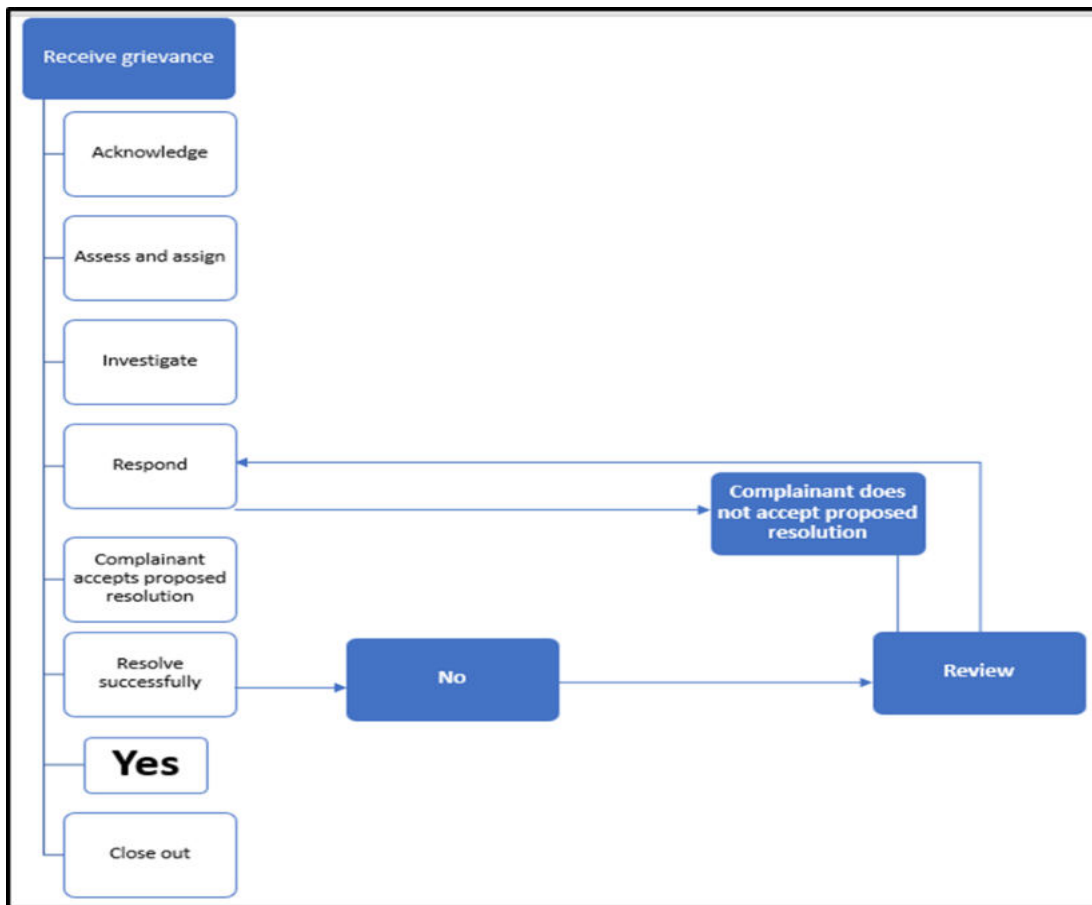 Receive grievance
Acknowledge
Assess and assign
Investigate
Respond
Complainant does
not accept proposed
resolution
Complainant
accepts proposed
resolution
Resolve
successfully
No
Review
Yes
Close out